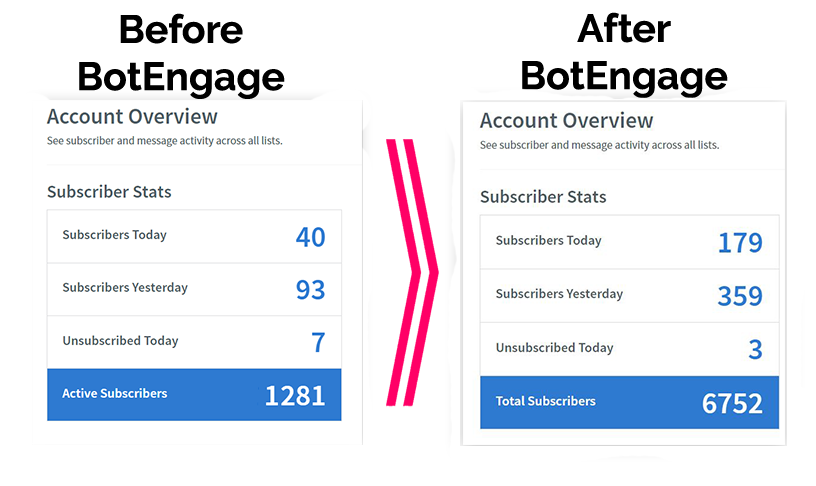 Before
BotEngage
Account Overview
See subscriber and message activity across all lists.
Subscriber Stats
Subscribers Today 40
Subscribers Yesterday 93
Unsubscribed Today 7
Active Subscribers 1281
After
BotEngage
Account Overview
See subscriber and message activity across all lists.
Subscriber Stats
Subscribers Today 179
Subscribers Yesterday 359
Unsubscribed Today 3
Total Subscribers 6752